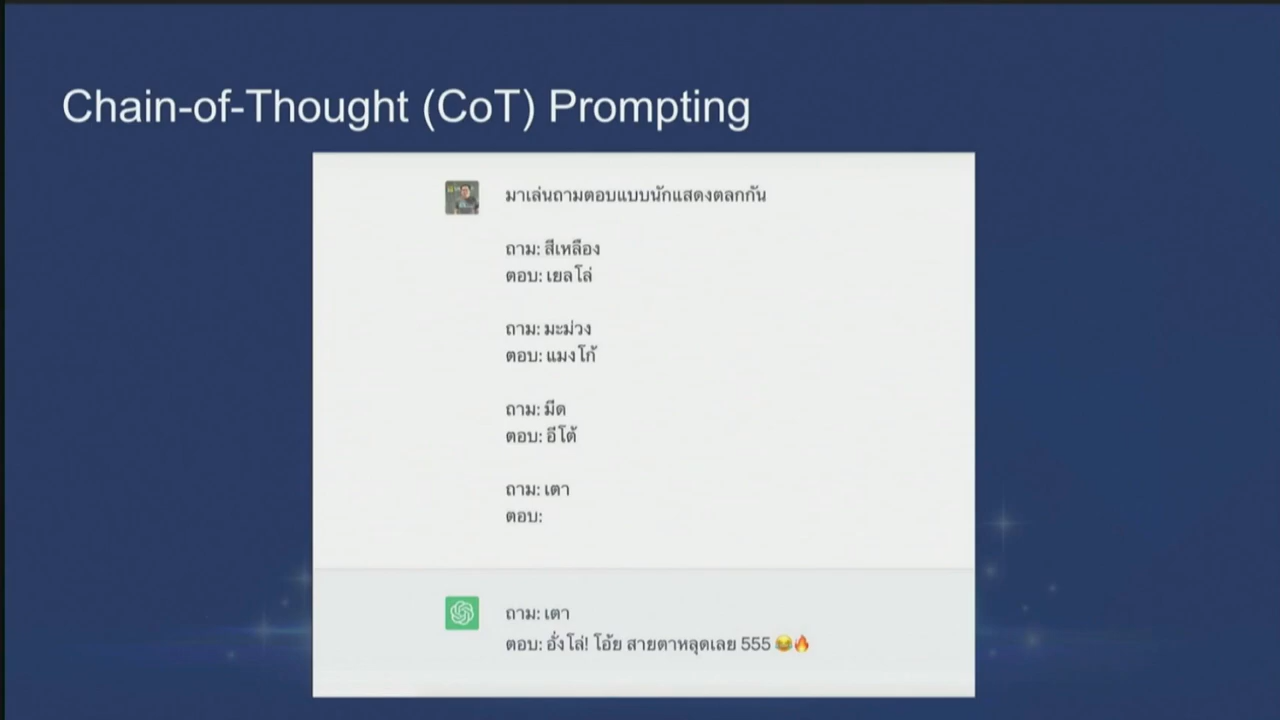 Chain-of-Thought (CoT) Prompting
มาเล่นถามตอบแบบนักแสดงตลกกัน
ถาม: สีเหลือง
ตอบ: เยลโล่
ถาม: มะม่วง
ตอบ: แมงโก้
ถาม: มีด
ตอบ: อีโต้
ถาม: เตา
ตอบ:
ถาม: เตา
ตอบ: อั่งโล่! โอ้ย สายตาหลุดเลย 555 😂🔥